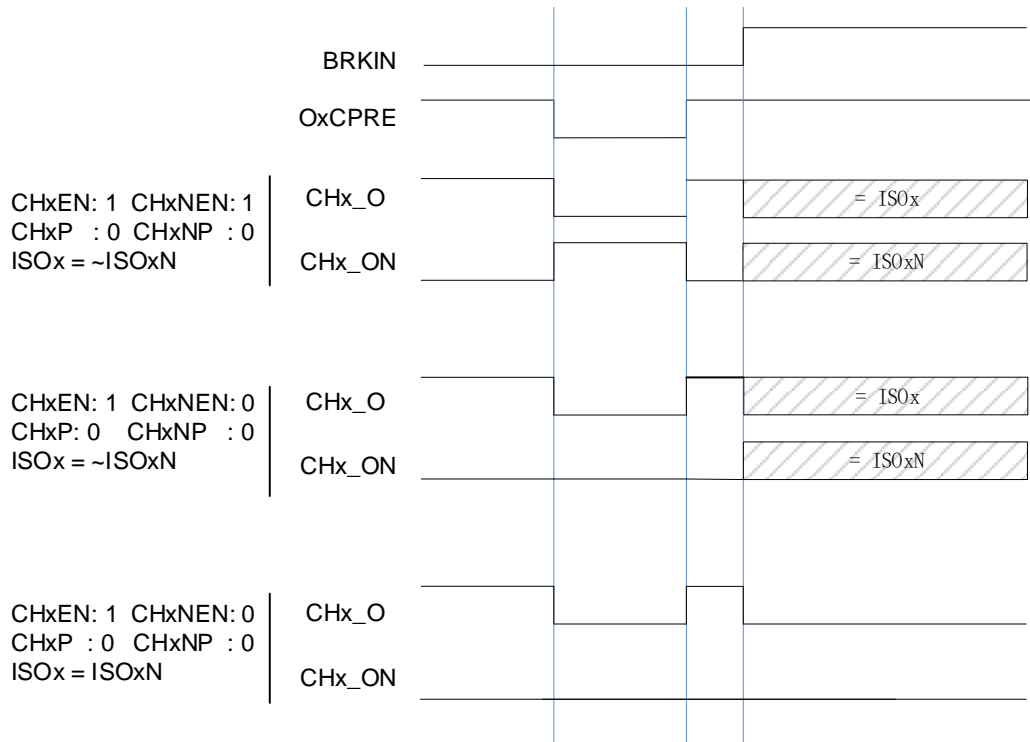 BRKIN
OxCPRE
CHxEN: 1 CHxNEN: 1
CHxP : 0 CHxNP : 0
ISOx = ~ISOxN
CHx_O
= ISOx
CHx_ON
= ISOxN
CHxEN: 1 CHxNEN: 0
CHxP: 0 CHxNP : 0
ISOx = ~ISOxN
CHx_O
= ISOx
CHx_ON
= ISOxN
CHxEN: 1 CHxNEN: 0
CHxP : 0 CHxNP : 0
ISOx = ISOxN
CHx_O
CHx_ON